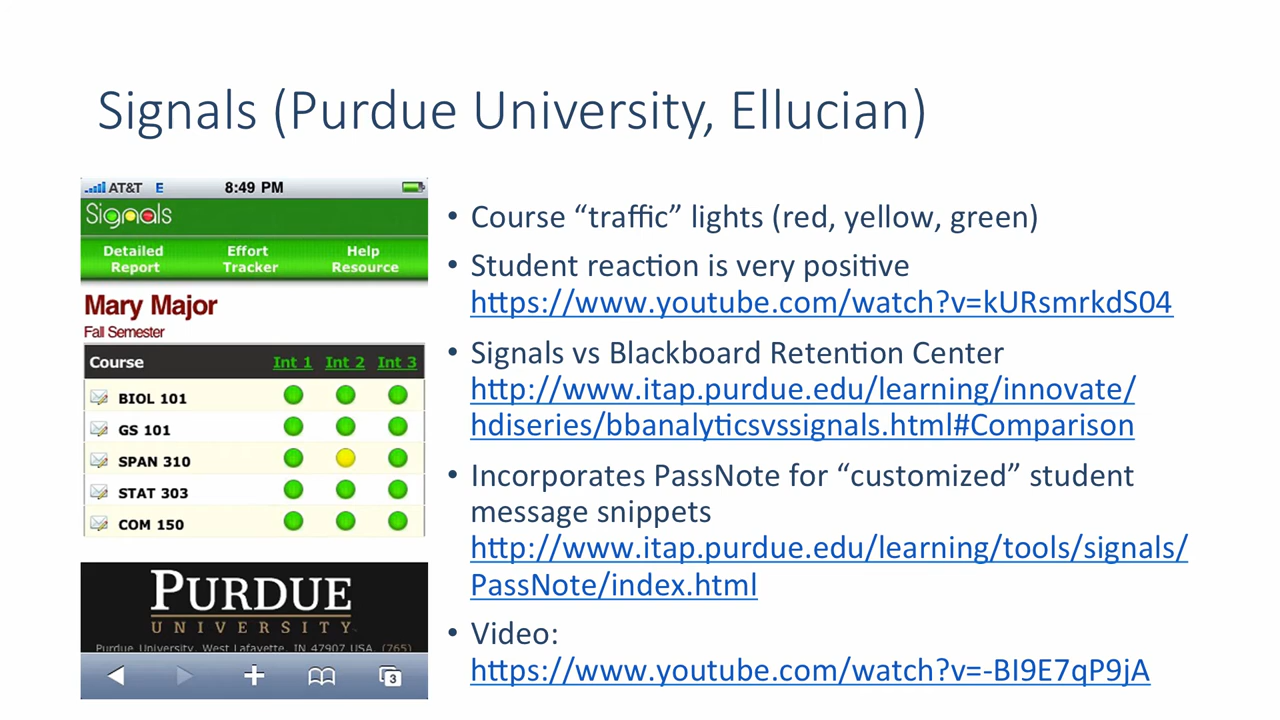 Signals (Purdue University, Ellucian)
AT&T E 8:49 PM
Signals
Detailed Report
Effort Tracker
Help Resource
Mary Major
Fall Semester
Course Int 1 Int 2 Int 3
BIOL 101
GS 101
SPAN 310
STAT 303
COM 150
PURDUE
UNIVERSITY
Purdue University, West Lafayette, IN 47907 USA, (765)
3
• Course “traffic” lights (red, yellow, green)
• Student reaction is very positive
https://www.youtube.com/watch?v=kURsmrkdS04
• Signals vs Blackboard Retention Center
http://www.itap.purdue.edu/learning/innovate/
hdiseries/bbanalyticsvssignals.html#Comparison
• Incorporates PassNote for “customized” student
message snippets
http://www.itap.purdue.edu/learning/tools/signals/
PassNote/index.html
• Video:
https://www.youtube.com/watch?v=-BI9E7qP9jA